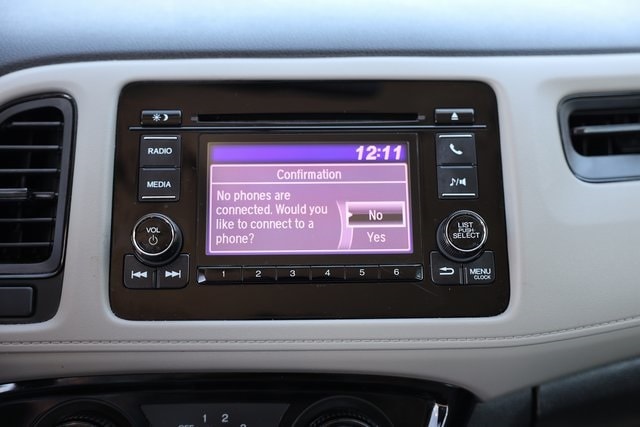 12:11
RADIO
Confirmation
MEDIA
No phones are
connected. Would you
like to connect to a
phone?
No
Yes
VOL
LIST
PUSH
SELECT
1 2 3 4 5 6
MENU
CLOCK
1 2
OFF